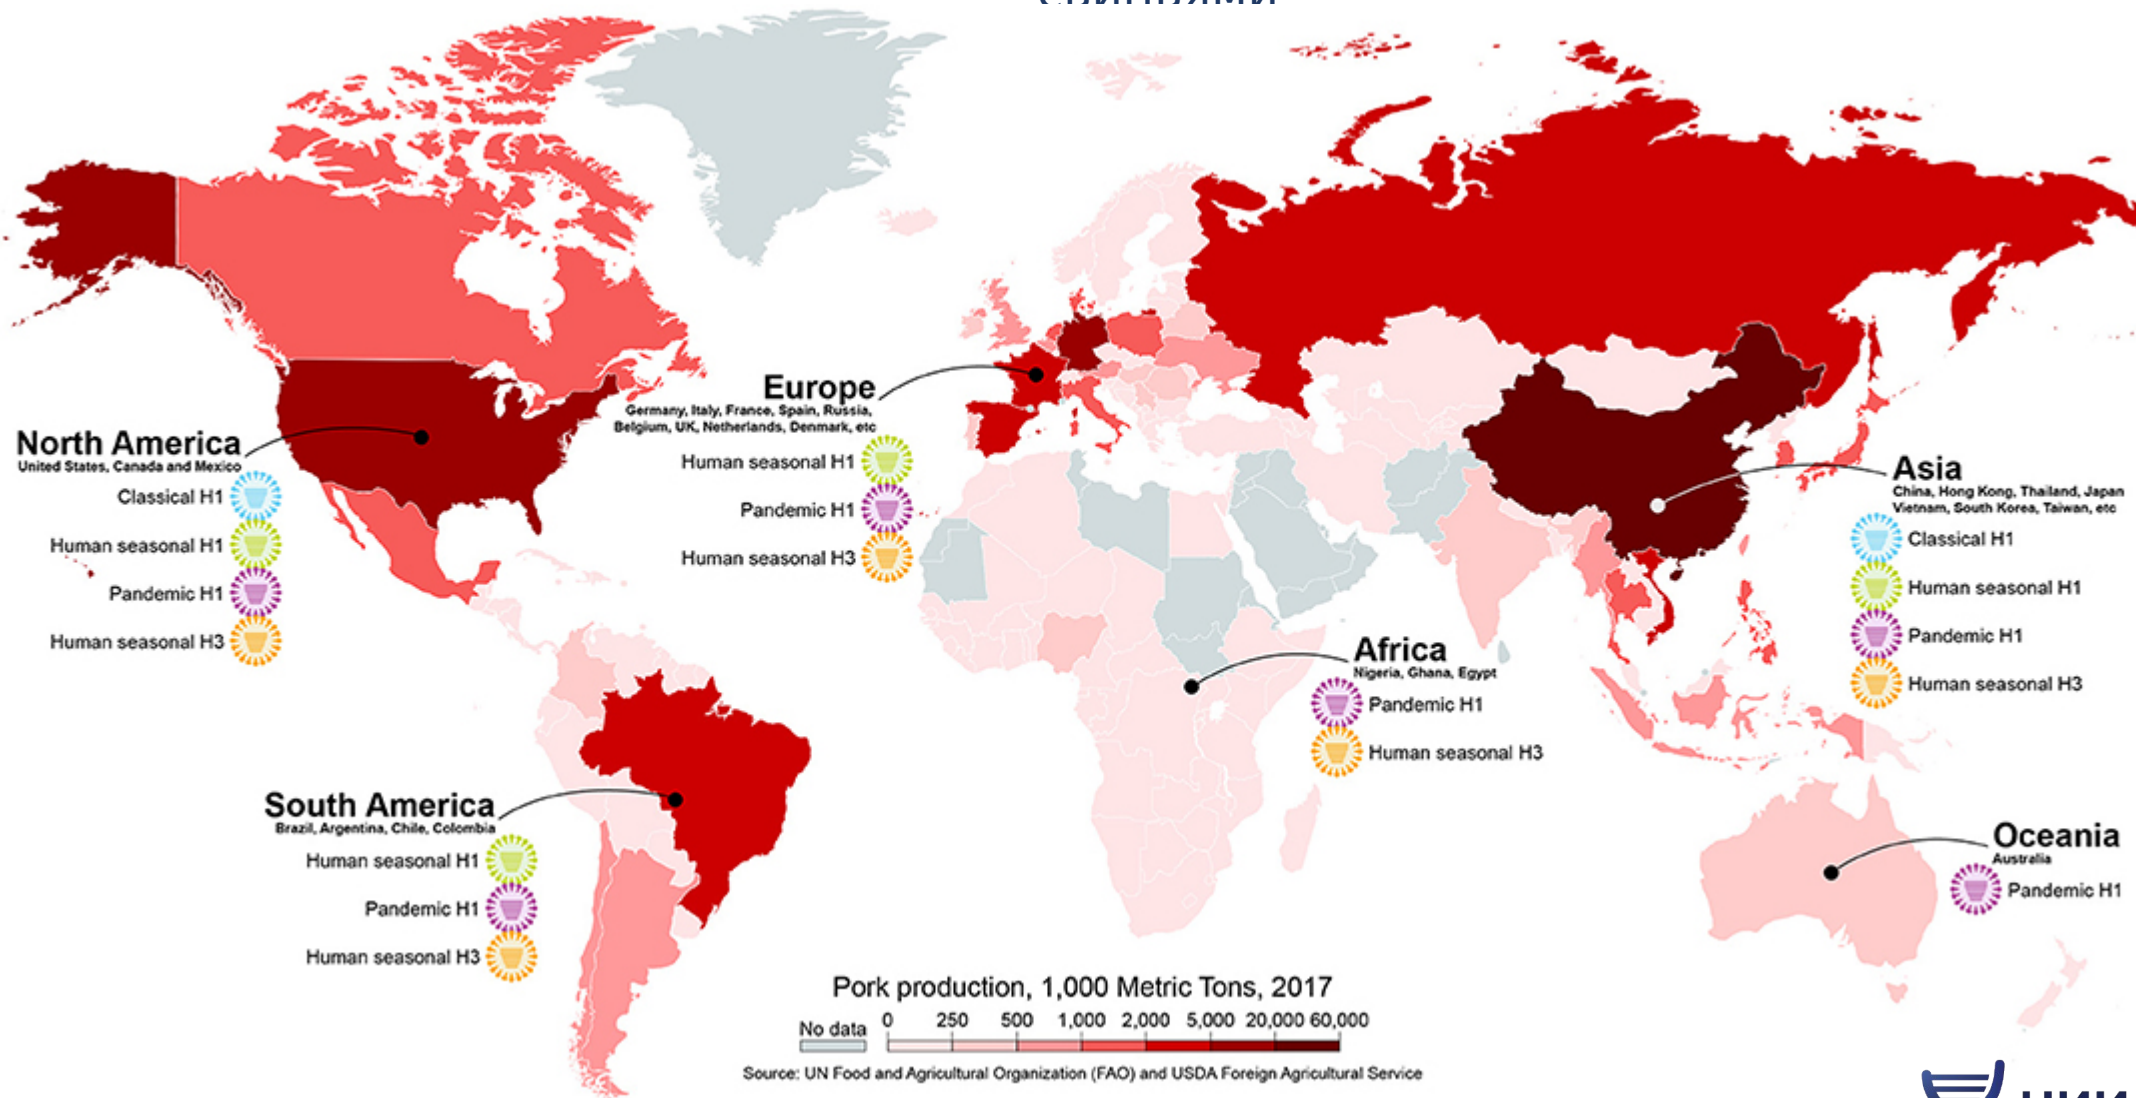 North America
United States, Canada and Mexico
Classical H1
Human seasonal H1
Pandemic H1
Human seasonal H3
Europe
Germany, Italy, France, Spain, Russia,
Belgium, UK, Netherlands, Denmark, etc
Human seasonal H1
Pandemic H1
Human seasonal H3
Asia
China, Hong Kong, Thailand, Japan
Vietnam, South Korea, Taiwan, etc
Classical H1
Human seasonal H1
Pandemic H1
Human seasonal H3
Africa
Nigeria, Ghana, Egypt
Pandemic H1
Human seasonal H3
South America
Brazil, Argentina, Chile, Colombia
Human seasonal H1
Pandemic H1
Human seasonal H3
Oceania
Australia
Pandemic H1
Pork production, 1,000 Metric Tons, 2017
No data 0 250 500 1,000 2,000 5,000 20,000 60,000
Source: UN Food and Agricultural Organization (FAO) and USDA Foreign Agricultural Service